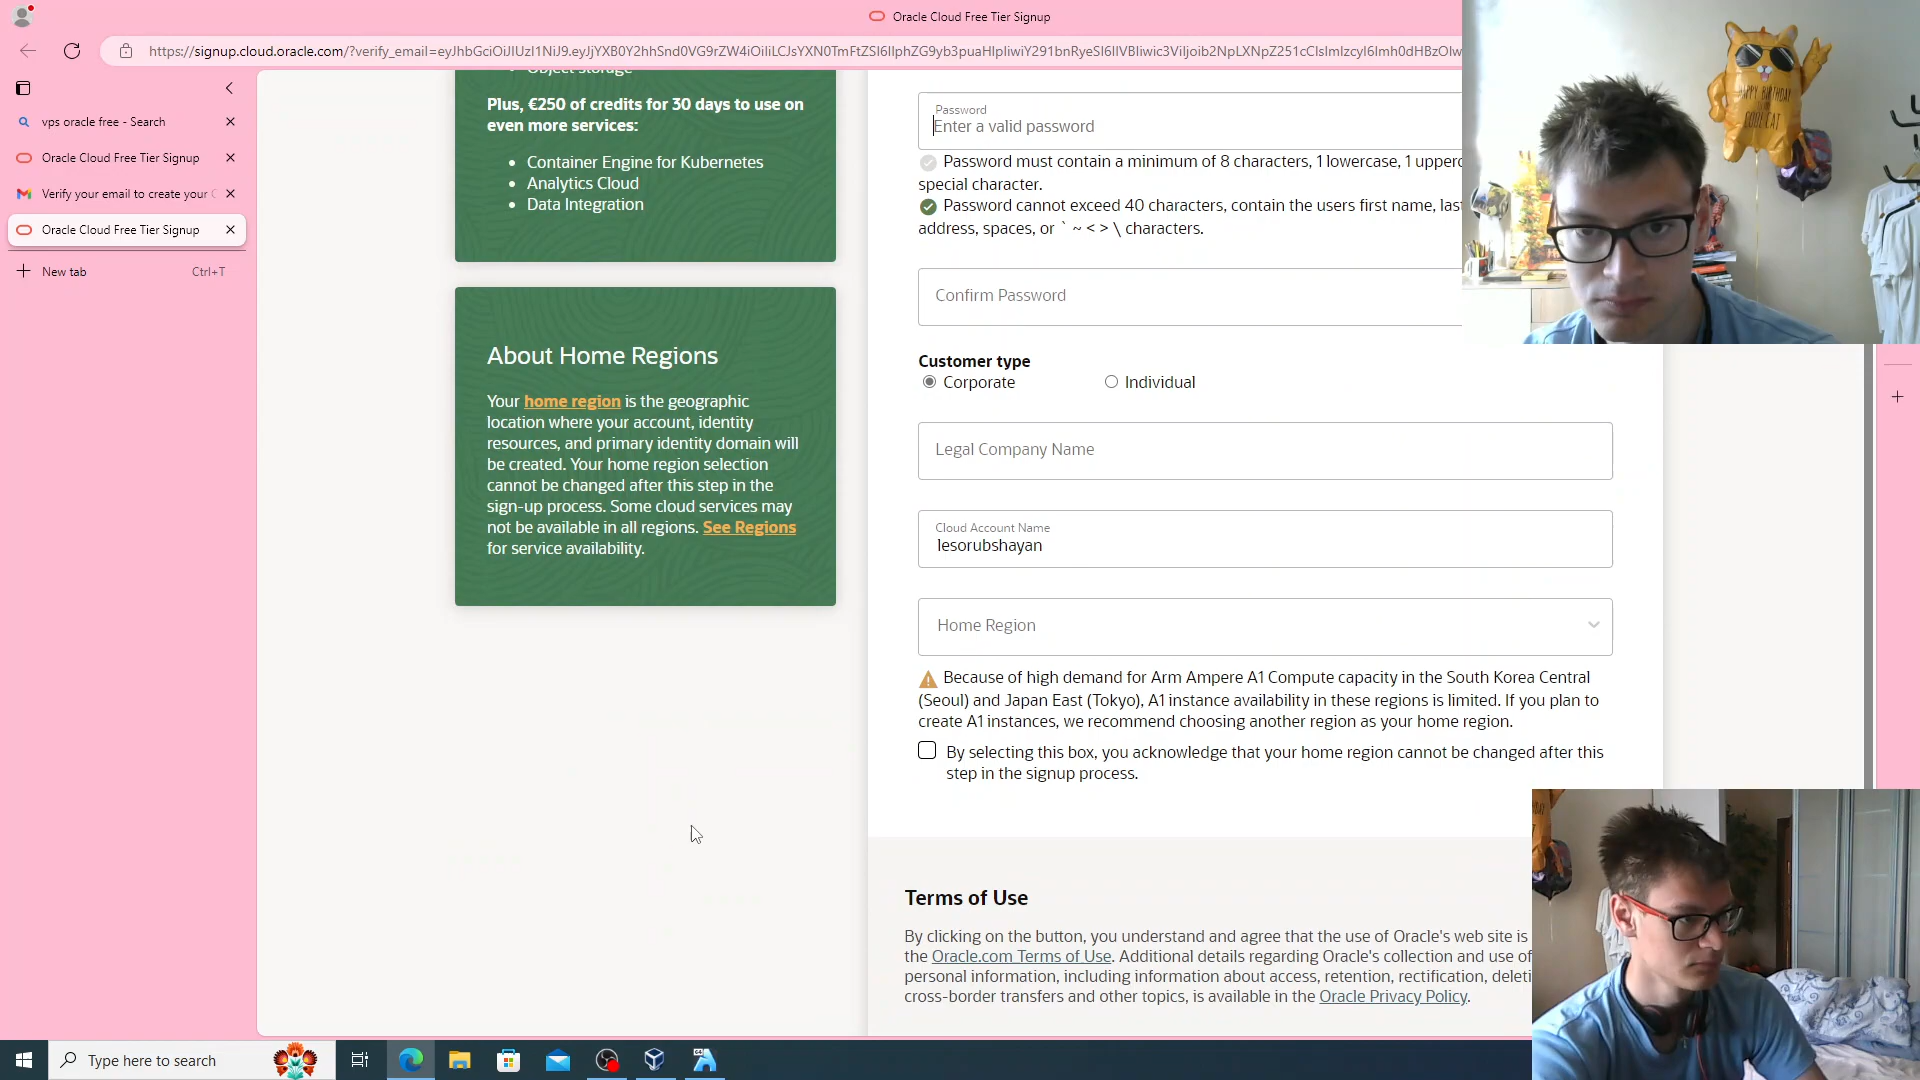 Oracle Cloud Free Tier Signup
vps oracle free - Search
Oracle Cloud Free Tier Signup
Verify your email to create your
Oracle Cloud Free Tier Signup
New tab Ctrl+T
Object storage
Plus, €250 of credits for 30 days to use on
even more services:
Container Engine for Kubernetes
Analytics Cloud
Data Integration
About Home Regions
Your home region is the geographic
location where your account, identity
resources, and primary identity domain will
be created. Your home region selection
cannot be changed after this step in the
sign-up process. Some cloud services may
not be available in all regions. See Regions
for service availability.
Password
Enter a valid password
Password must contain a minimum of 8 characters, 1 lowercase, 1
special character.
Password cannot exceed 40 characters, contain the users first name,
address, spaces, or ` ~ < > \ characters.
Confirm Password
Customer type
Corporate Individual
Legal Company Name
Cloud Account Name
lesorubshayan
Home Region
Because of high demand for Arm Ampere A1 Compute capacity in the South Korea Central
(Seoul) and Japan East (Tokyo), A1 instance availability in these regions is limited. If you plan to
create A1 instances, we recommend choosing another region as your home region.
By selecting this box, you acknowledge that your home region cannot be changed after this
step in the signup process.
Terms of Use
By clicking on the button, you understand and agree that the use of Oracle's web site is
the Oracle.com Terms of Use. Additional details regarding Oracle's collection and use of
personal information, including information about access, retention, rectification,
cross-border transfers and other topics, is available in the Oracle Privacy Policy.
HAPPY BIRTHDAY
COOL CAT
Type here to search